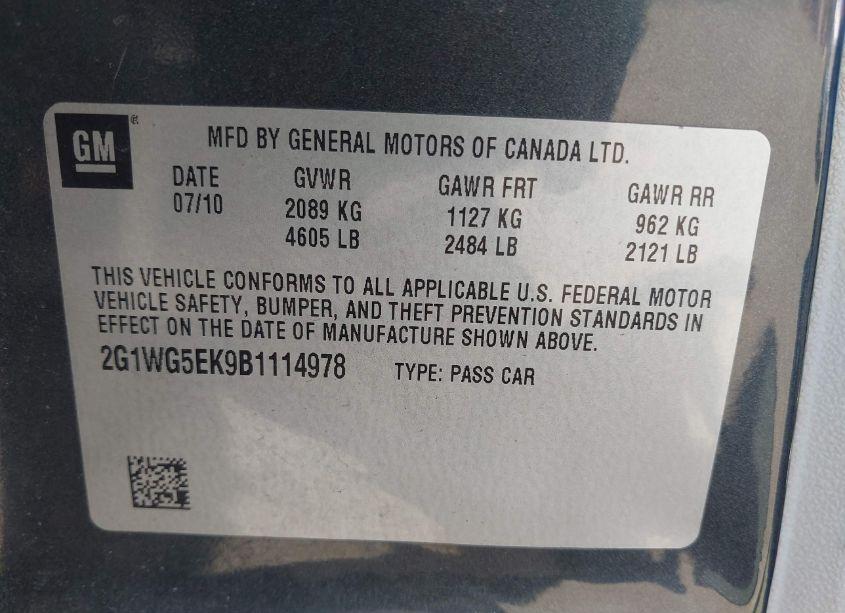 GM®
MFD BY GENERAL MOTORS OF CANADA LTD.
DATE GVWR GAWR FRT GAWR RR
07/10 2089 KG 1127 KG 962 KG
4605 LB 2484 LB 2121 LB
THIS VEHICLE CONFORMS TO ALL APPLICABLE U.S. FEDERAL MOTOR
VEHICLE SAFETY, BUMPER, AND THEFT PREVENTION STANDARDS IN
EFFECT ON THE DATE OF MANUFACTURE SHOWN ABOVE.
2G1WG5EK9B1114978 TYPE: PASS CAR